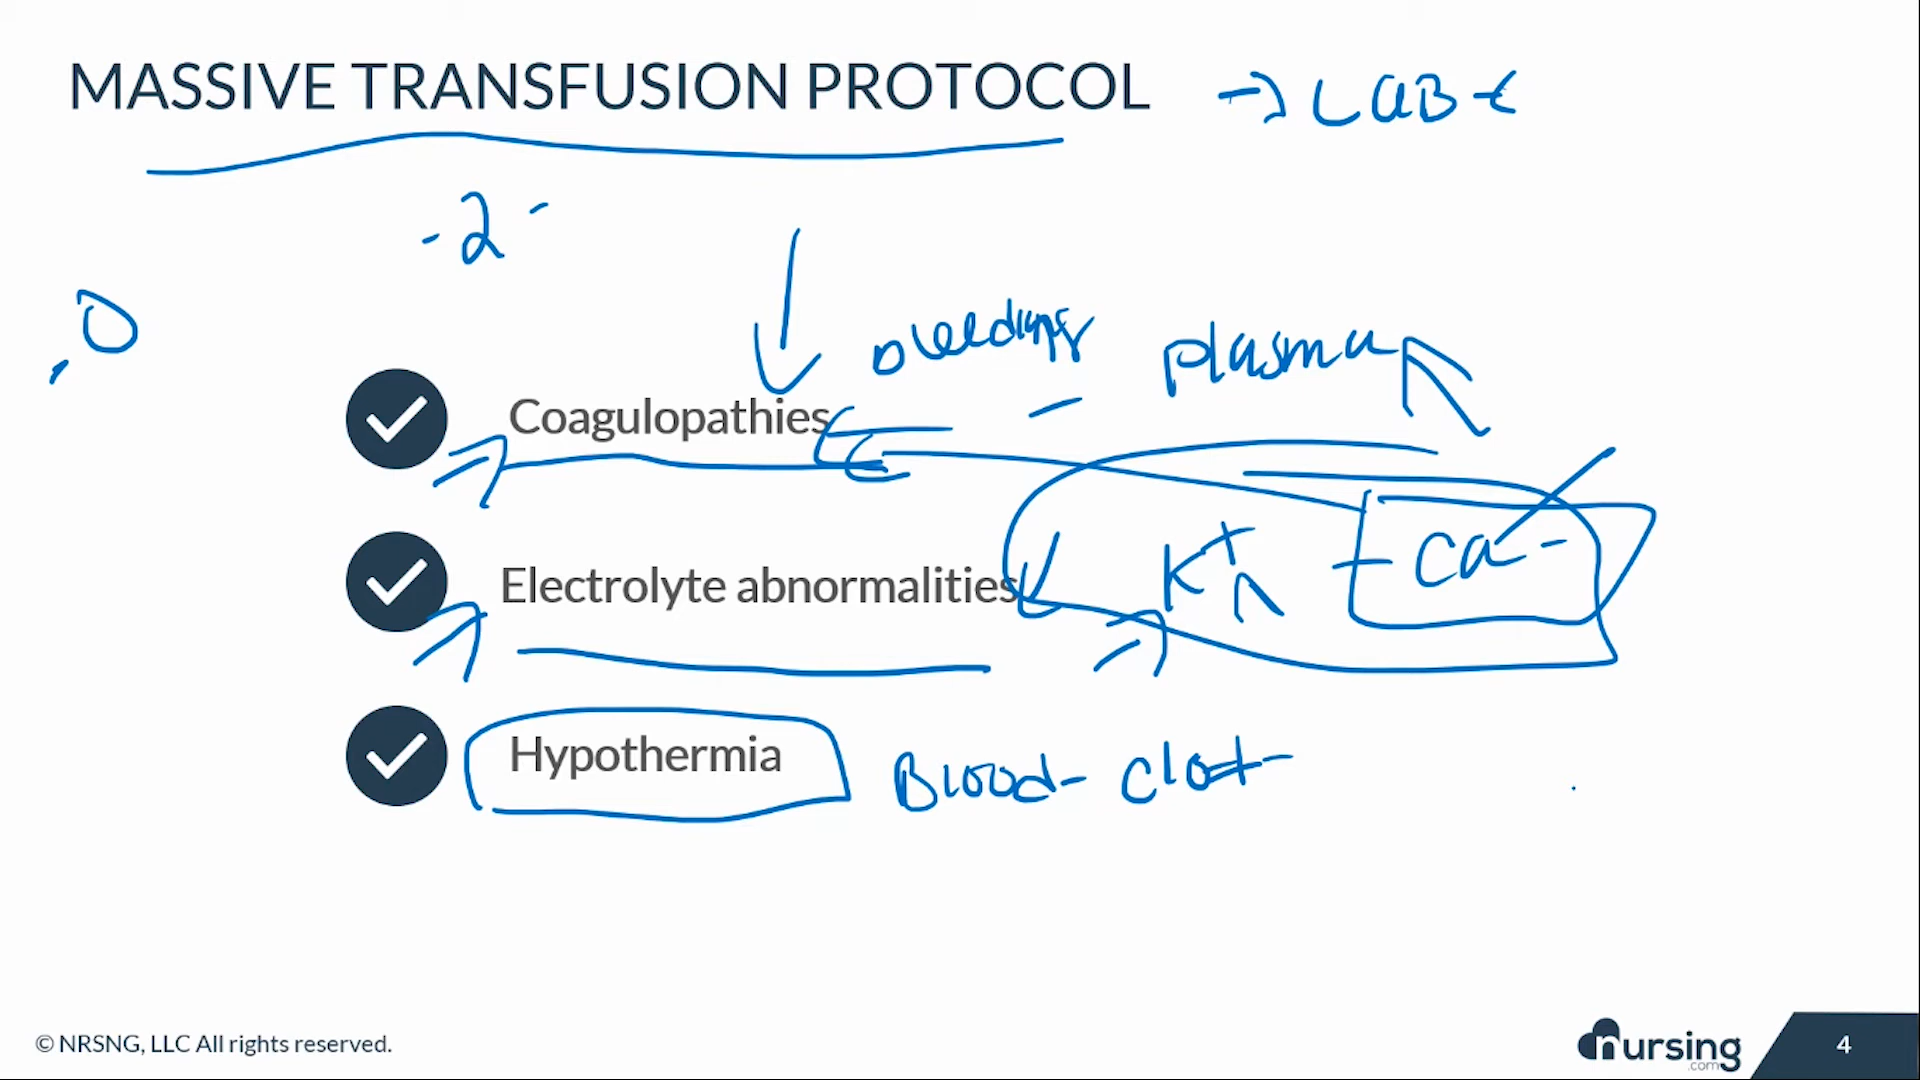 MASSIVE TRANSFUSION PROTOCOL → LAB
-2-
plasma
Coagulopathies
Electrolyte abnormalities K+ Ca
Hypothermia Blood- Clot
© NRSNG, LLC All rights reserved.
nursing
.com
4